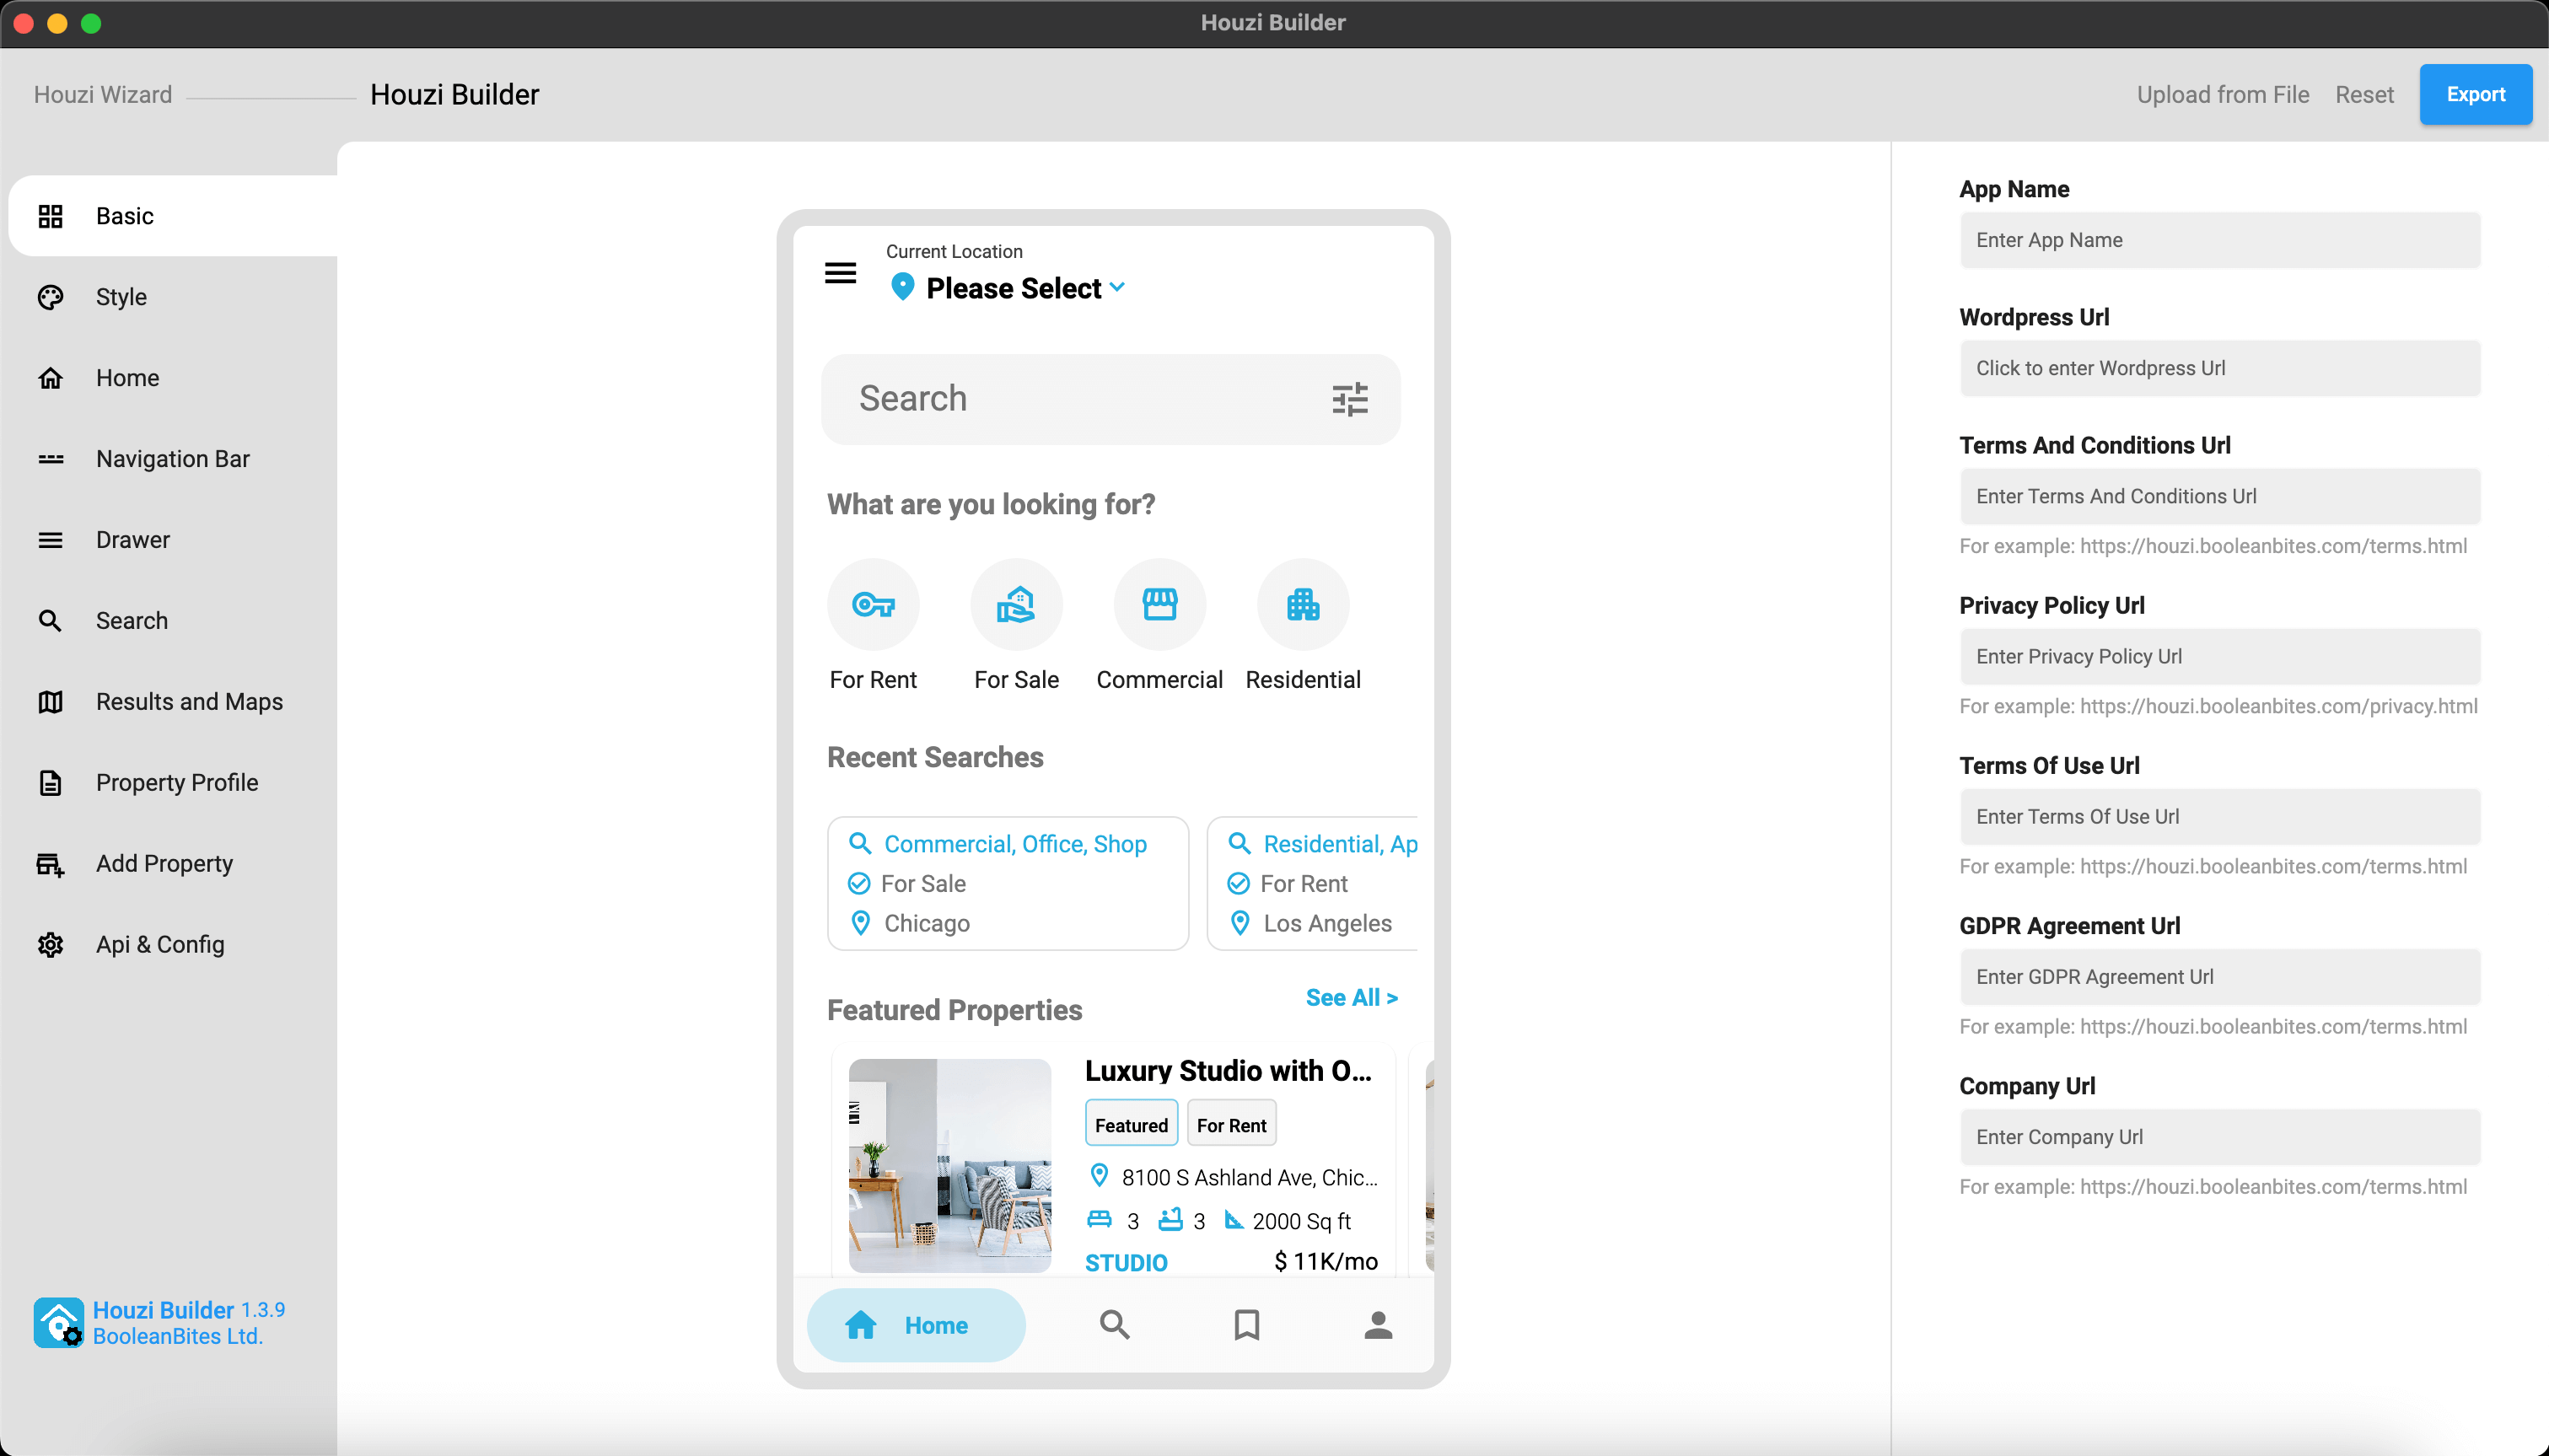 Houzi Builder
Houzi Wizard
Houzi Builder
Upload from File
Reset
Export
Basic
Style
Home
Navigation Bar
Drawer
Search
Results and Maps
Property Profile
Add Property
Api & Config
Houzi Builder 1.3.9
BooleanBites Ltd.
Current Location
Please Select
Search
What are you looking for?
For Rent
For Sale
Commercial
Residential
Recent Searches
Commercial, Office, Shop
For Sale
Chicago
Residential, Ap
For Rent
Los Angeles
Featured Properties
See All >
Luxury Studio with O...
Featured
For Rent
8100 S Ashland Ave, Chic...
3 3 2000 Sq ft
STUDIO
$ 11K/mo
Home
App Name
Enter App Name
Wordpress Url
Click to enter Wordpress Url
Terms And Conditions Url
Enter Terms And Conditions Url
For example: https://houzi.booleanbites.com/terms.html
Privacy Policy Url
Enter Privacy Policy Url
For example: https://houzi.booleanbites.com/privacy.html
Terms Of Use Url
Enter Terms Of Use Url
For example: https://houzi.booleanbites.com/terms.html
GDPR Agreement Url
Enter GDPR Agreement Url
For example: https://houzi.booleanbites.com/terms.html
Company Url
Enter Company Url
For example: https://houzi.booleanbites.com/terms.html